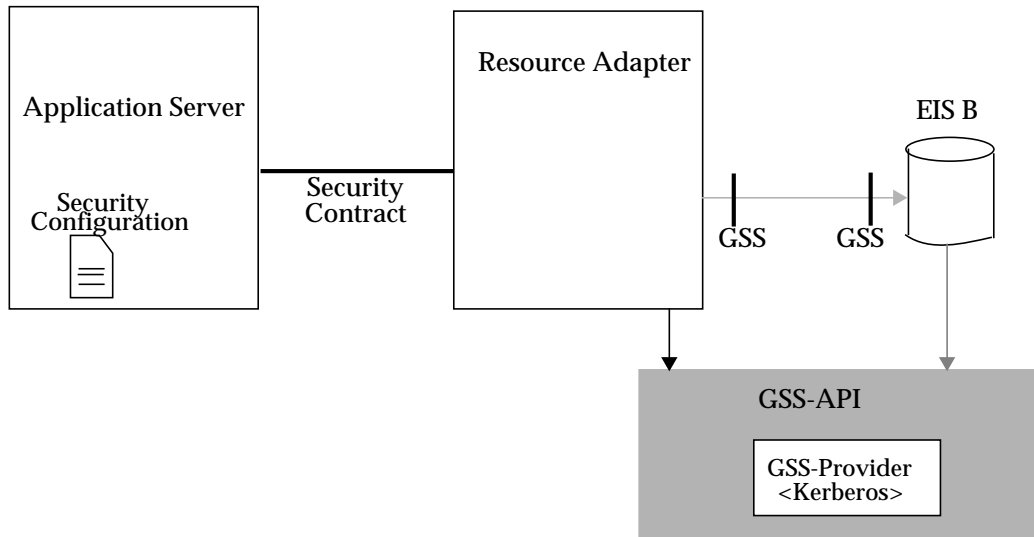 Resource Adapter
Application Server
EIS B
Security
Contract
Security
Configuration
GSS
GSS
GSS-API
GSS-Provider
<Kerberos>